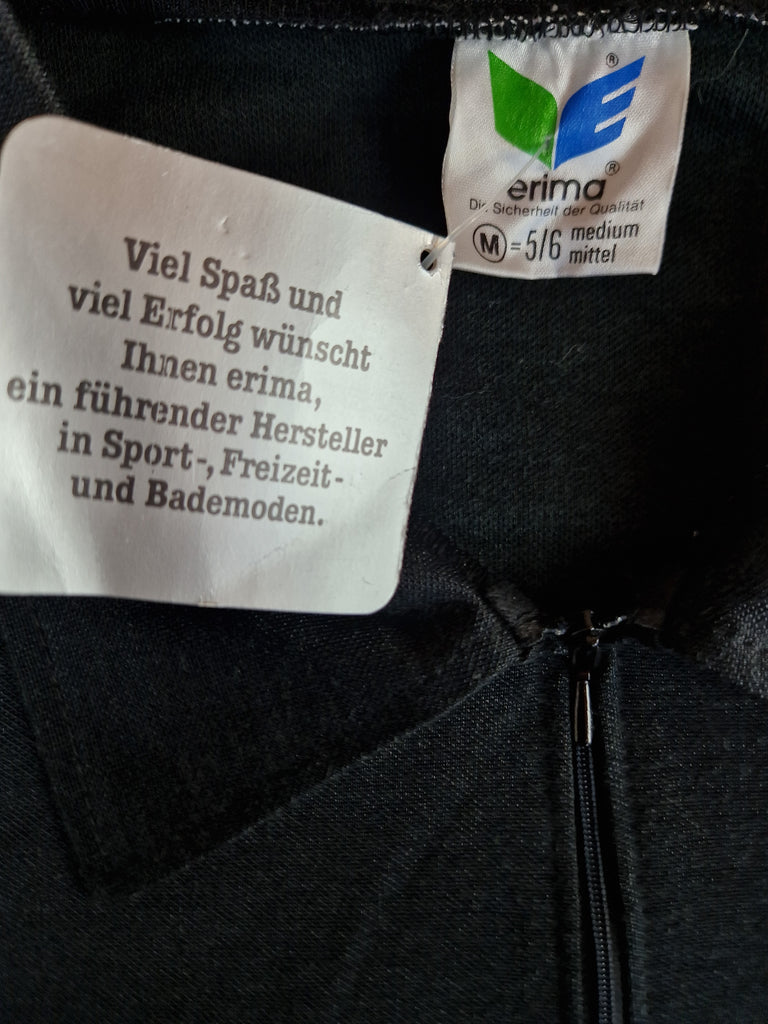 Viel Spaß und
viel Erfolg wünscht
Ihnen erima,
ein führender Hersteller
in Sport-, Freizeit-
und Bademoden.
®
E
®
erima
Die Sicherheit der Qualität
M = 5/6 medium
mittel